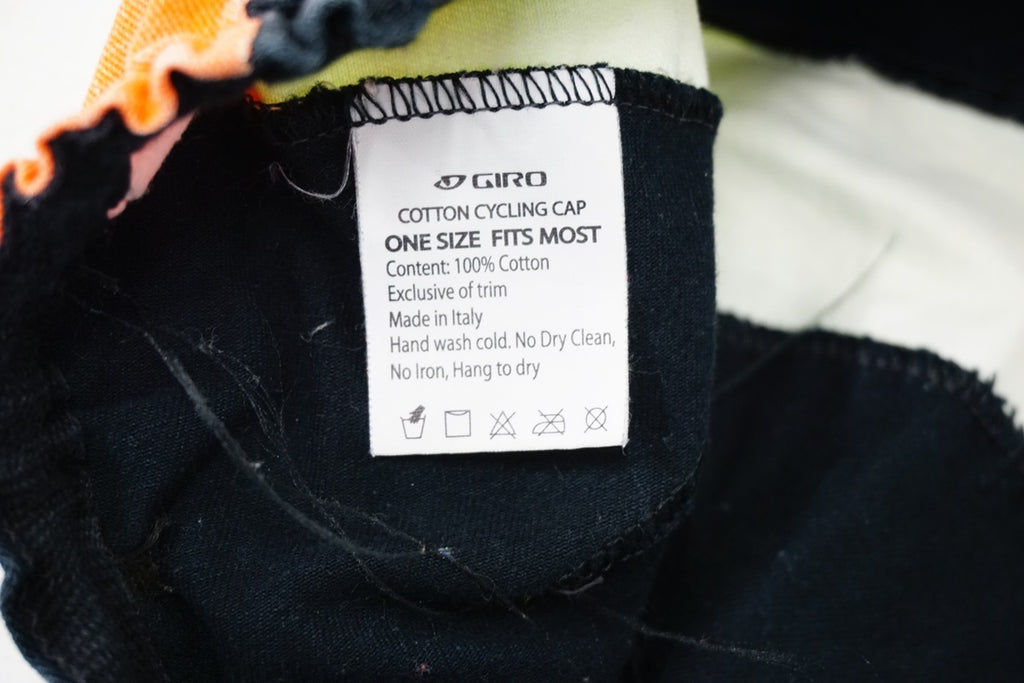 GIRO
COTTON CYCLING CAP
ONE SIZE FITS MOST
Content: 100% Cotton
Exclusive of trim
Made in Italy
Hand wash cold. No Dry Clean,
No Iron, Hang to dry